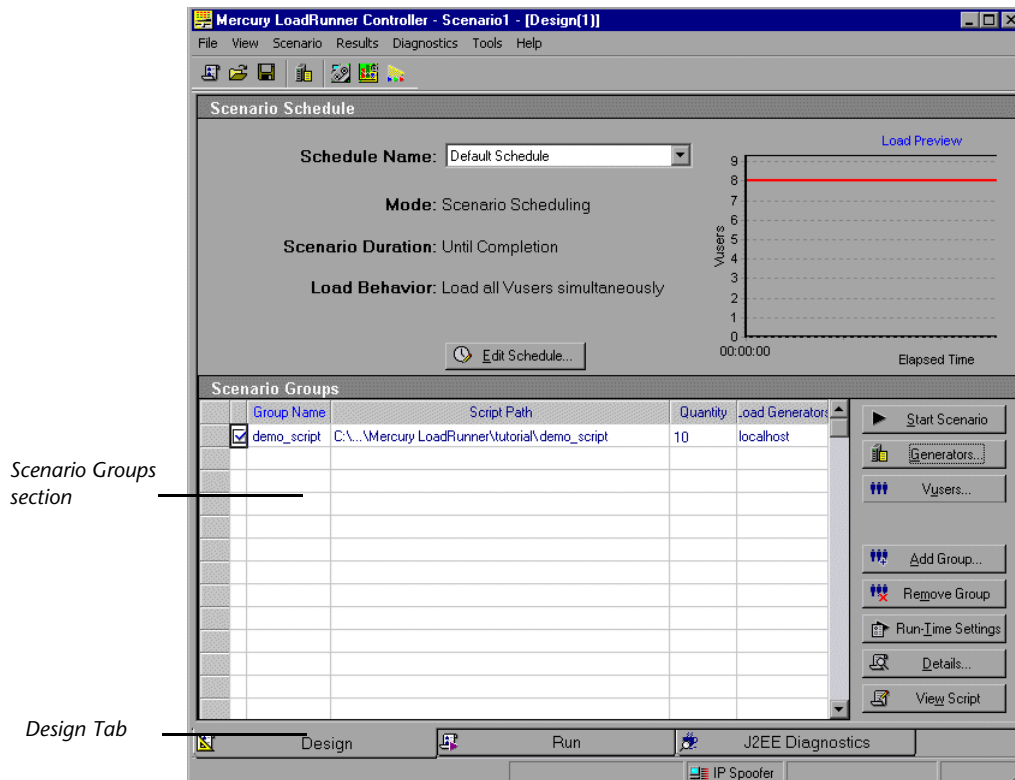 Mercury LoadRunner Controller - Scenario1 - [Design(1)]
File View Scenario Results Diagnostics Tools Help
Scenario Schedule
Schedule Name: Default Schedule
Mode: Scenario Scheduling
Scenario Duration: Until Completion
Load Behavior: Load all Vusers simultaneously
Edit Schedule...
Load Preview
Vusers
9
8
7
6
5
4
3
2
1
0
00:00:00
Elapsed Time
Scenario Groups
Group Name Script Path Quantity Load Generators
demo_script C:\...\Mercury LoadRunner\tutorial\demo_script 10 localhost
Start Scenario
Generators...
Vusers...
Add Group...
Remove Group
Run-Time Settings
Details...
View Script
Scenario Groups
section
Design Tab
Design Run J2EE Diagnostics
IP Spoofer